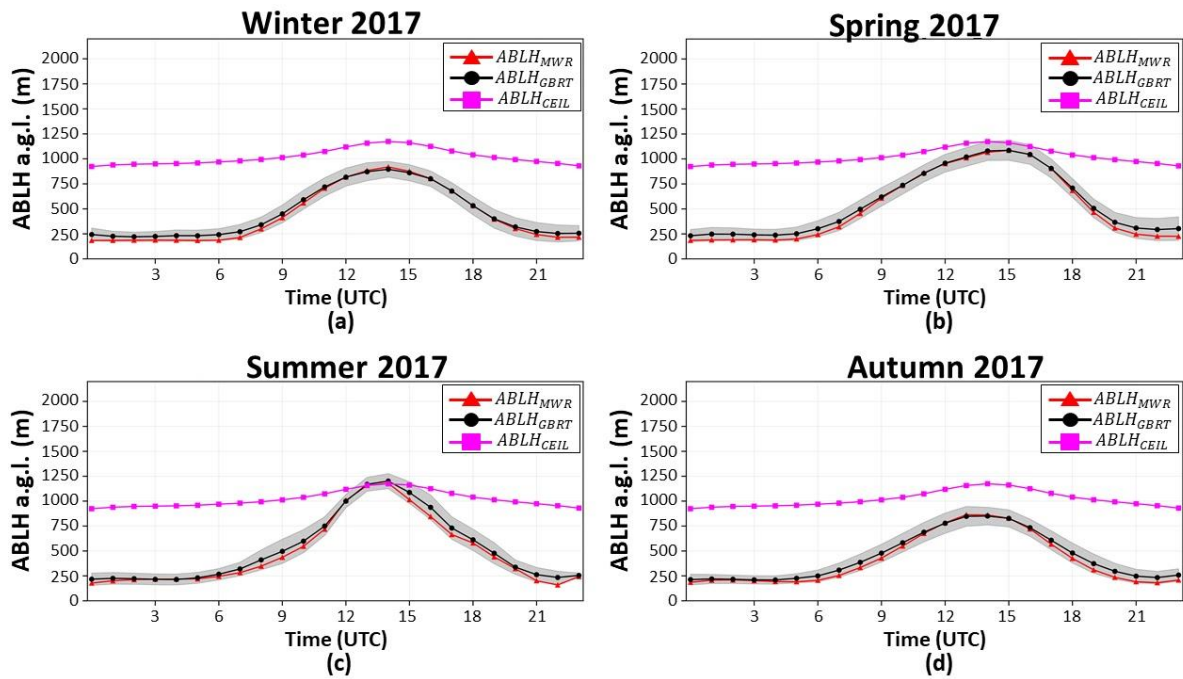 Winter 2017
ABLH a.g.l. (m)
2000
1750
1500
1250
1000
750
500
250
0
ABLH_MWR
ABLH_GBRT
ABLH_CEIL
3 6 9 12 15 18 21
Time (UTC)
(a)
Spring 2017
ABLH a.g.l. (m)
2000
1750
1500
1250
1000
750
500
250
0
ABLH_MWR
ABLH_GBRT
ABLH_CEIL
3 6 9 12 15 18 21
Time (UTC)
(b)
Summer 2017
ABLH a.g.l. (m)
2000
1750
1500
1250
1000
750
500
250
0
ABLH_MWR
ABLH_GBRT
ABLH_CEIL
3 6 9 12 15 18 21
Time (UTC)
(c)
Autumn 2017
ABLH a.g.l. (m)
2000
1750
1500
1250
1000
750
500
250
0
ABLH_MWR
ABLH_GBRT
ABLH_CEIL
3 6 9 12 15 18 21
Time (UTC)
(d)